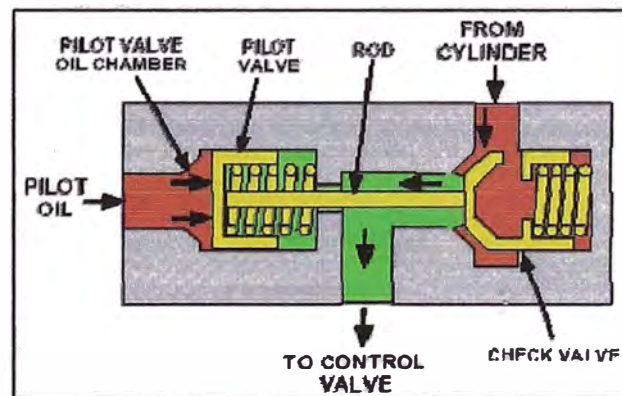 PILOT VALVE
OIL CHAMBER
PILOT
VALVE
ROD
FROM
CYLINDER
PILOT
OIL
TO CONTROL
VALVE
CHECK VALVE